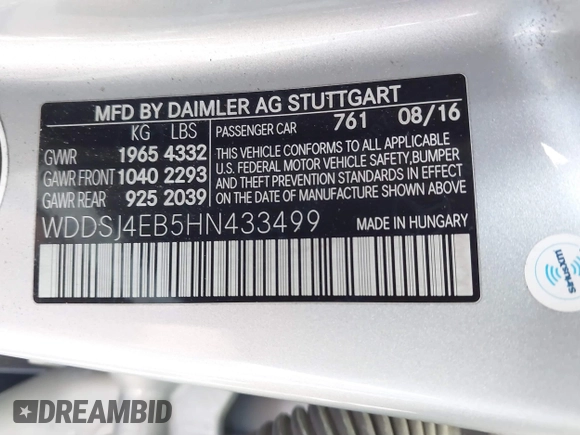 MFD BY DAIMLER AG STUTTGART
KG LBS PASSENGER CAR 761 08/16
GVWR 1965 4332
GAWR FRONT 1040 2293
GAWR REAR 925 2039
THIS VEHICLE CONFORMS TO ALL APPLICABLE
U.S. FEDERAL MOTOR VEHICLE SAFETY,BUMPER
AND THEFT PREVENTION STANDARDS IN EFFECT
ON THE DATE OF MANUFACTURE SHOWN ABOVE
WDDSJ4EB5HN433499
MADE IN HUNGARY
siriusxm
DREAMBID